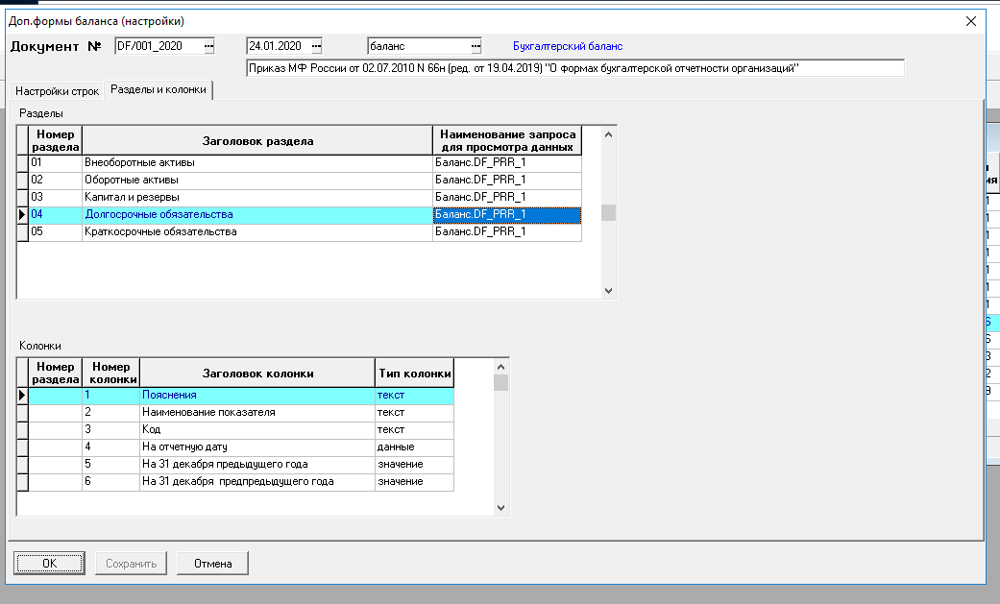 Доп.формы баланса (настройки)
Документ № DF/001_2020 ... 24.01.2020 ... баланс ... Бухгалтерский баланс
Приказ МФ России от 02.07.2010 N 66н (ред. от 19.04.2019) "О формах бухгалтерской отчетности организаций"
Настройки строк Разделы и колонки
Разделы
Номер раздела Заголовок раздела Наименование запроса для просмотра данных
01 Внеоборотные активы Баланс.DF_PRR_1
02 Оборотные активы Баланс.DF_PRR_1
03 Капитал и резервы Баланс.DF_PRR_1
04 Долгосрочные обязательства Баланс.DF_PRR_1
05 Краткосрочные обязательства Баланс.DF_PRR_1
Колонки
Номер раздела Номер колонки Заголовок колонки Тип колонки
1 Пояснения текст
2 Наименование показателя текст
3 Код текст
4 На отчетную дату данные
5 На 31 декабря предыдущего года значение
6 На 31 декабря предпредыдущего года значение
OK Сохранить Отмена